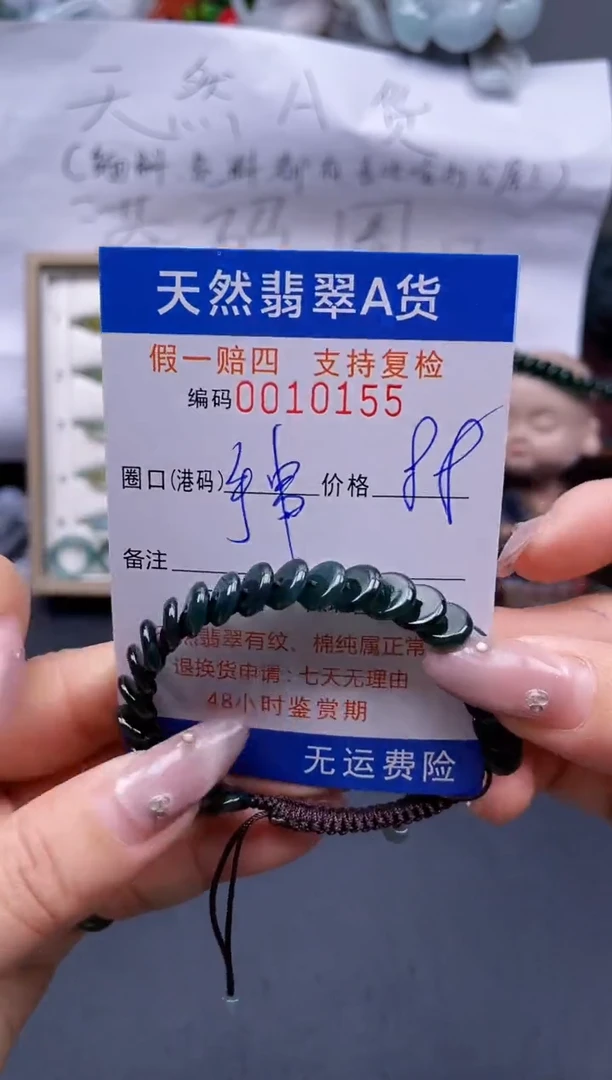 天然A货
天然翡翠A货
假一赔四 支持复检
编码0010155
圈口(港码) 手串 价格
备注
然翡翠有纹、棉纯属正常
退换货申请:七天无理由
48小时鉴赏期
无运费险